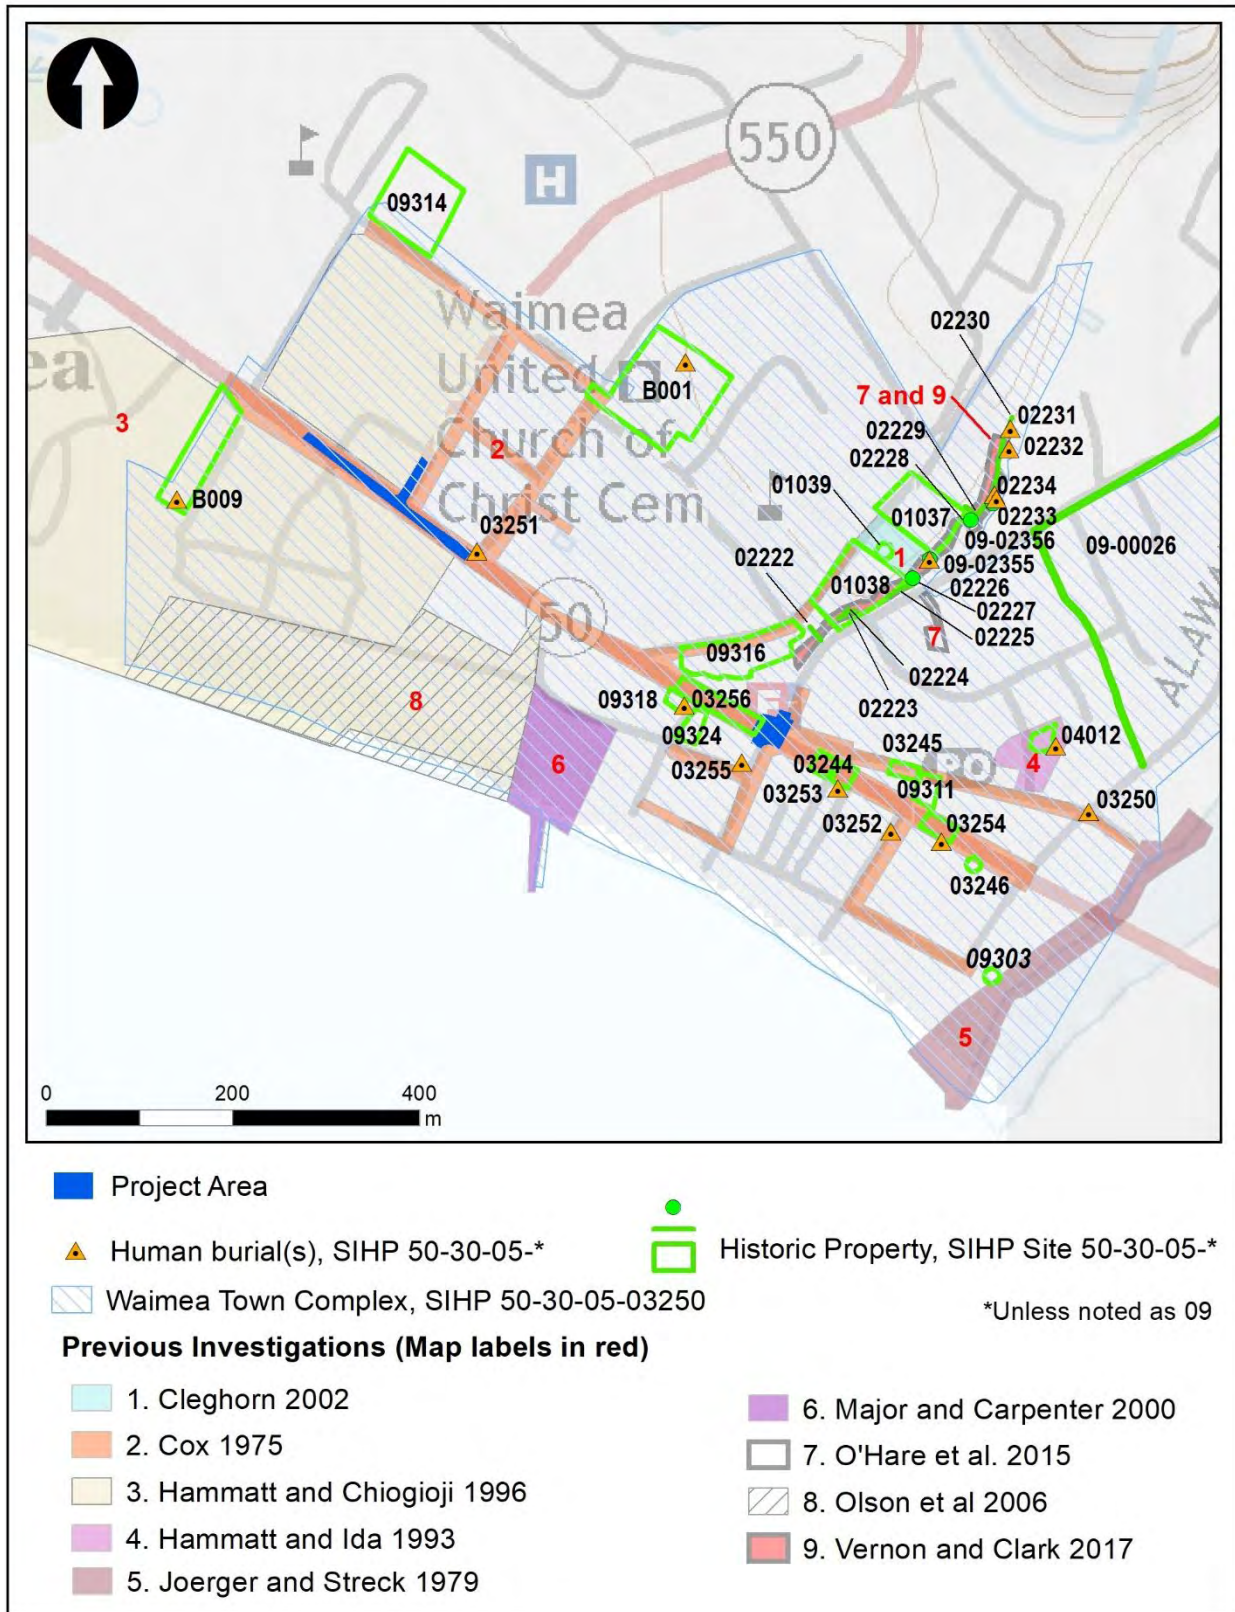 550
H
09314
Waimea
United
Church of
Christ Cem
B001
02230
7 and 9
02231
02229
02232
02228
ea
3
2
01039
02234
01037
02233
B009
03251
09-02356
09-00026
02222
1
09-02355
01038
02226
02227
50
7
02225
09316
02224
ALAW
8
09318
03256
02223
09324
04012
6
03255
03244
03245
PO
4
03253
09311
03250
03252
03254
03246
09303
5
0 200 400
m
Project Area
Human burial(s), SIHP 50-30-05-*
Historic Property, SIHP Site 50-30-05-*
Waimea Town Complex, SIHP 50-30-05-03250
*Unless noted as 09
Previous Investigations (Map labels in red)
1. Cleghorn 2002
2. Cox 1975
3. Hammatt and Chiogioji 1996
4. Hammatt and Ida 1993
5. Joerger and Streck 1979
6. Major and Carpenter 2000
7. O'Hare et al. 2015
8. Olson et al 2006
9. Vernon and Clark 2017